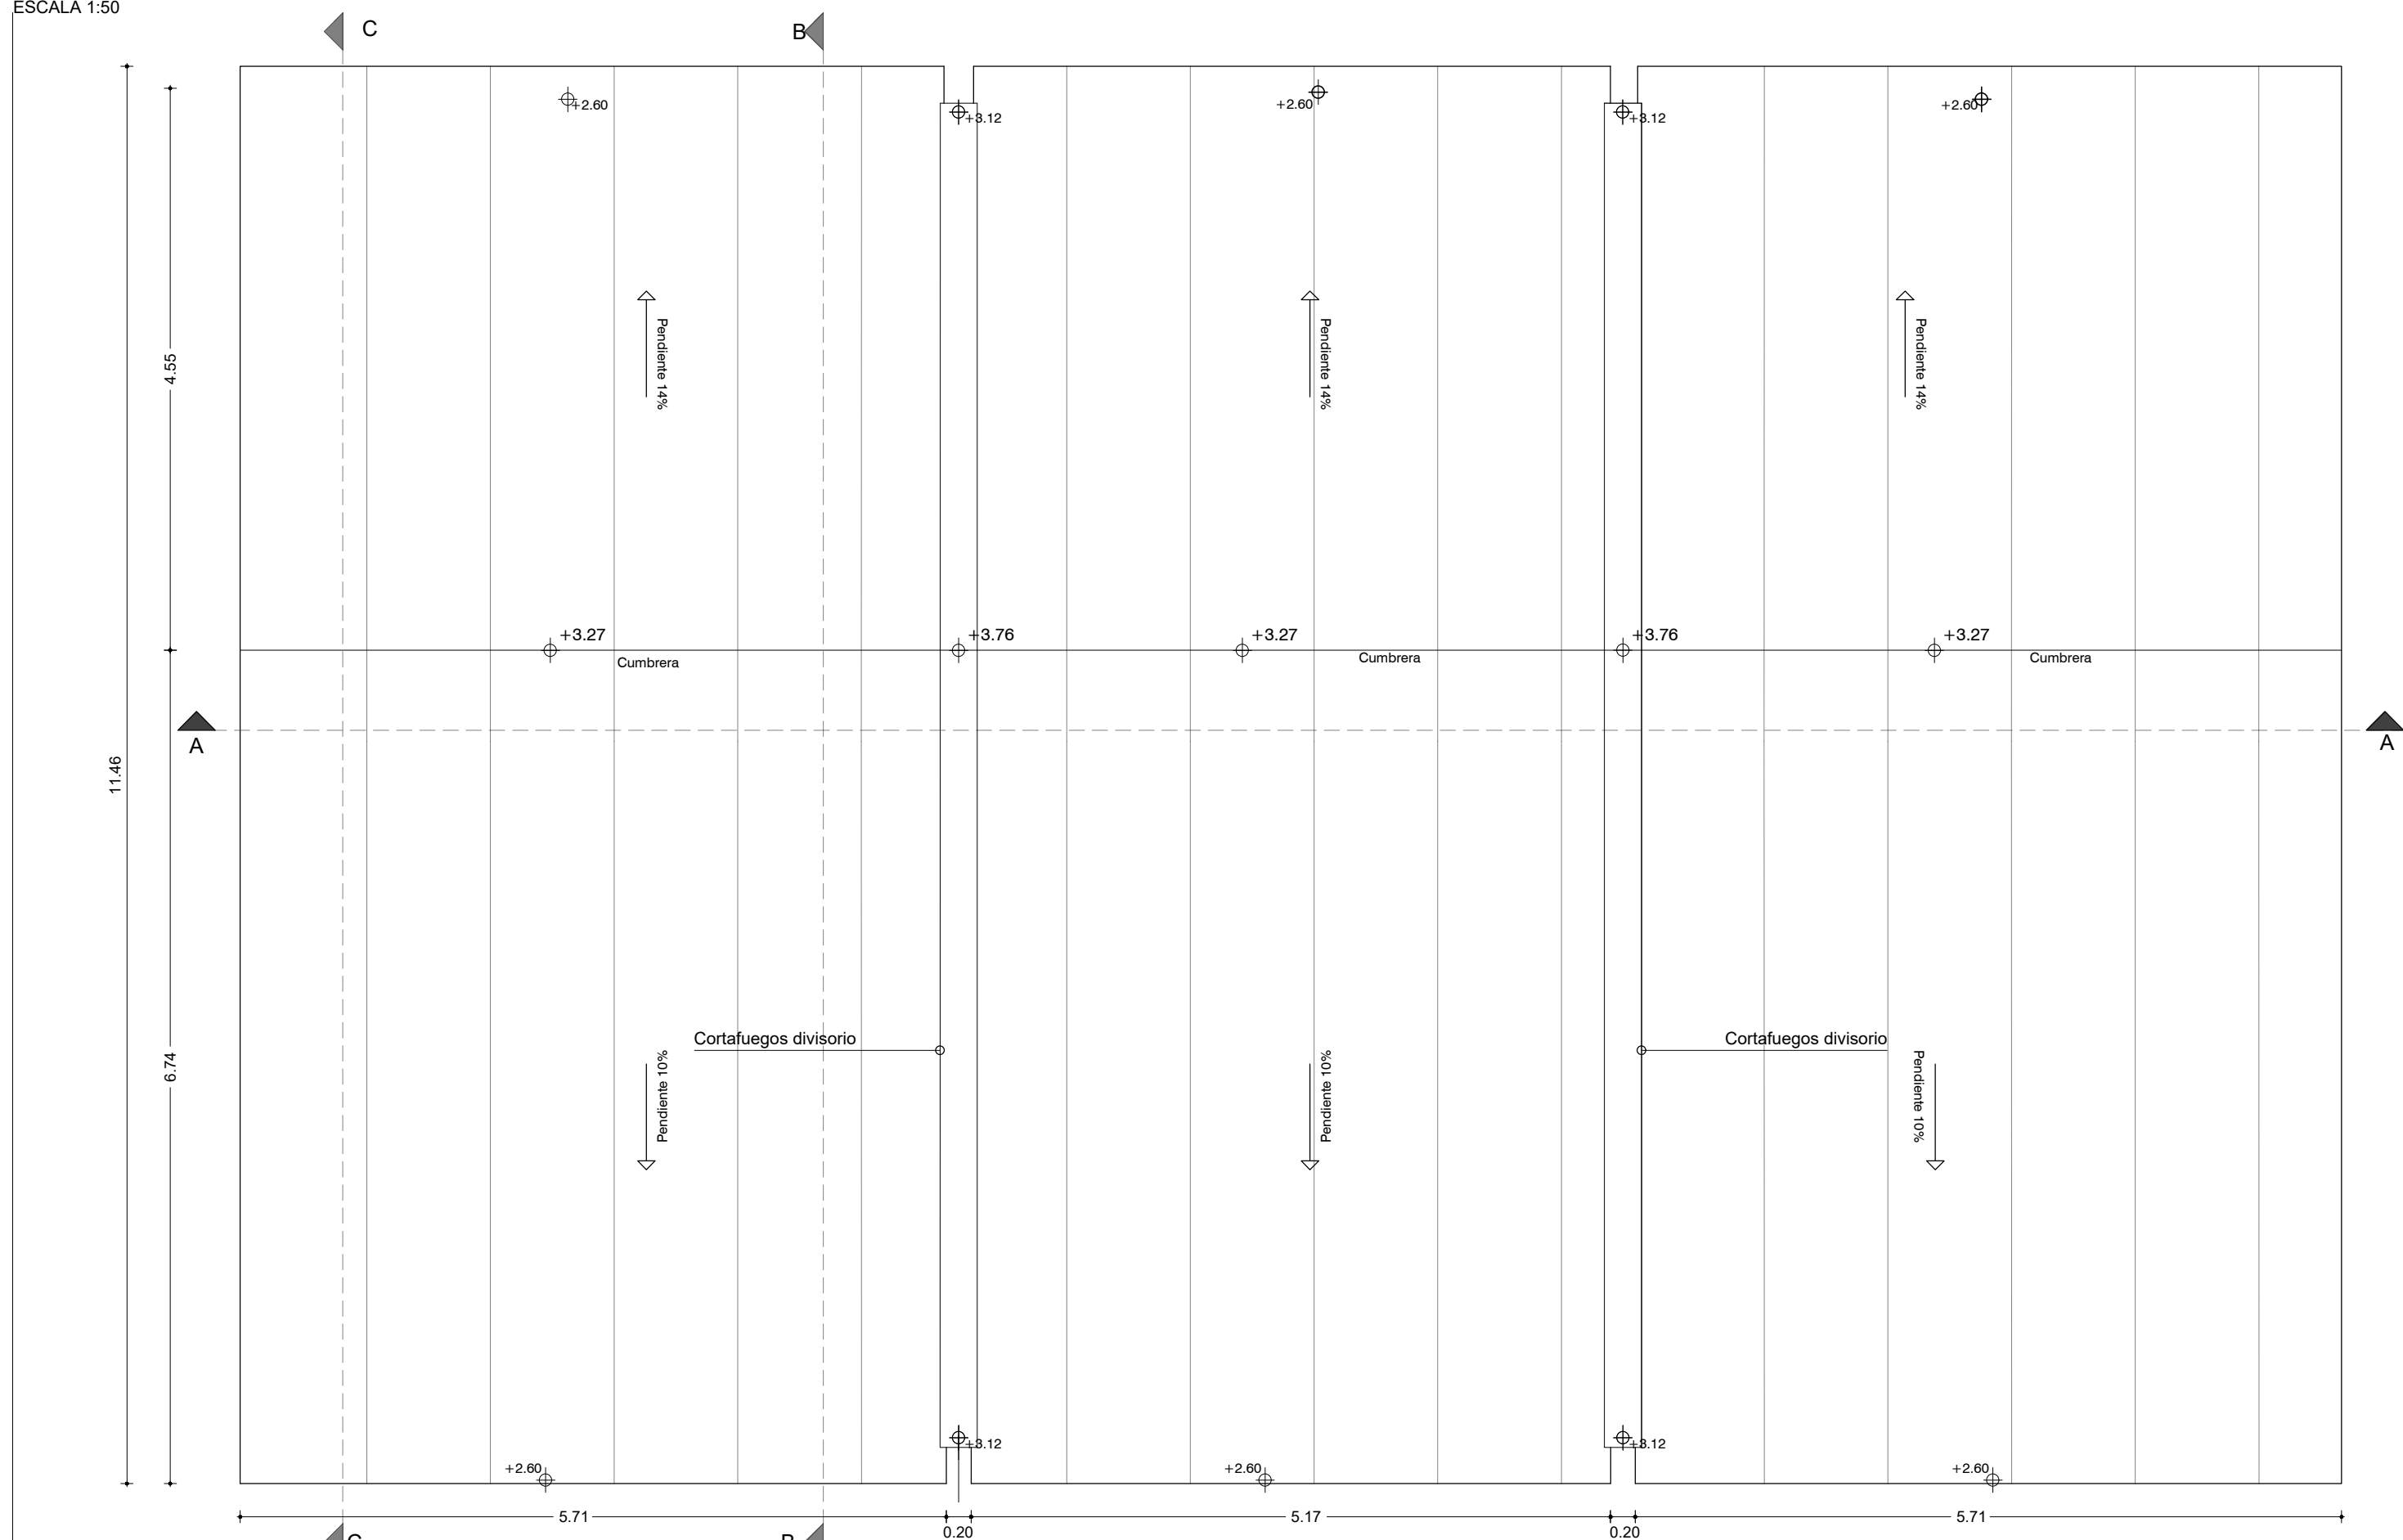 ESCALA 1:50
C
B
+2.60
+2.60
+2.60
+3.12
+3.12
4.55
Pendiente 14%
Pendiente 14%
Pendiente 14%
+3.27
+3.76
+3.27
+3.76
+3.27
Cumbrera
Cumbrera
Cumbrera
A
A
11.46
6.74
Cortafuegos divisorio
Cortafuegos divisorio
Pendiente 10%
Pendiente 10%
Pendiente 10%
+3.12
+3.12
+2.60
+2.60
+2.60
5.71
5.17
5.71
0.20
0.20
C
B